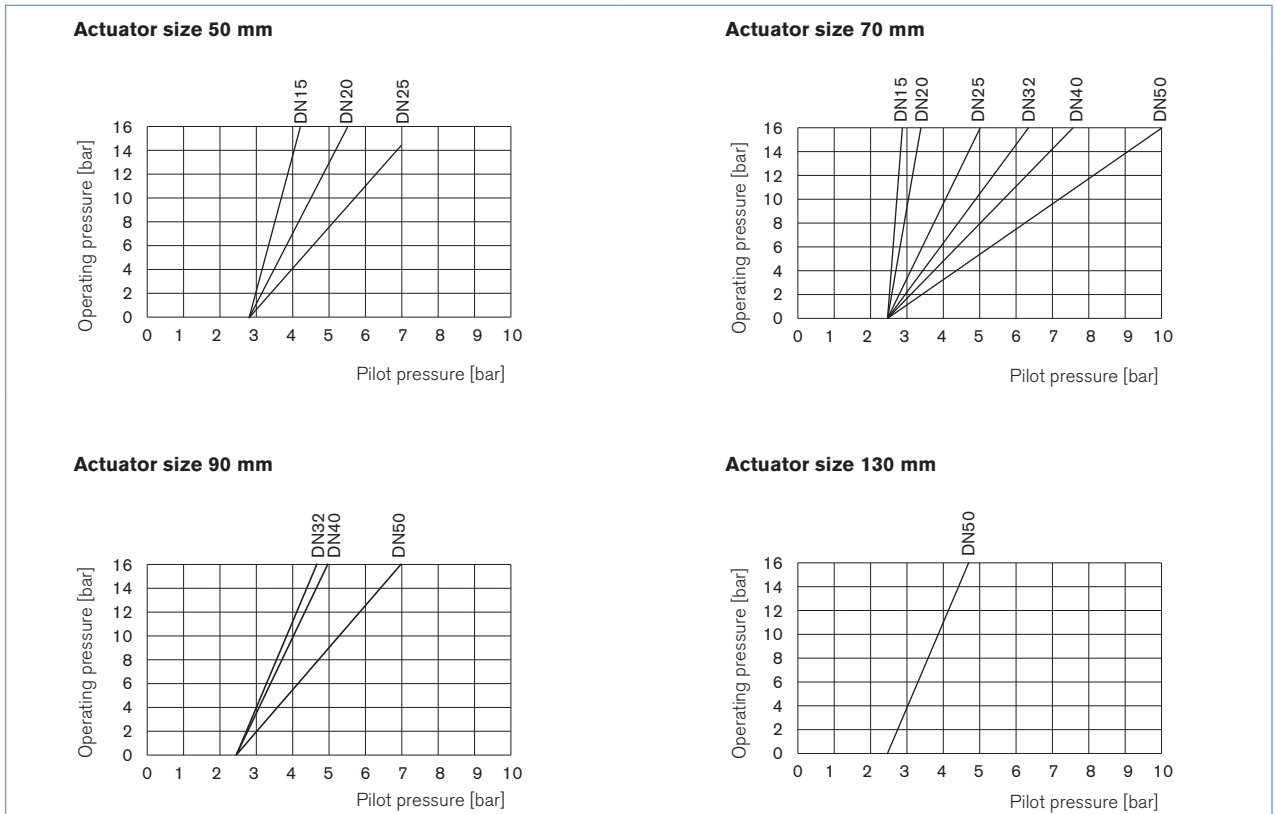 Actuator size 50 mm
DN15 DN20 DN25
Operating pressure [bar]
16
14
12
10
8
6
4
2
0
0 1 2 3 4 5 6 7 8 9 10
Pilot pressure [bar]
Actuator size 70 mm
DN15 DN20 DN25 DN32 DN40 DN50
Operating pressure [bar]
16
14
12
10
8
6
4
2
0
0 1 2 3 4 5 6 7 8 9 10
Pilot pressure [bar]
Actuator size 90 mm
DN32 DN40 DN50
Operating pressure [bar]
16
14
12
10
8
6
4
2
0
0 1 2 3 4 5 6 7 8 9 10
Pilot pressure [bar]
Actuator size 130 mm
DN50
Operating pressure [bar]
16
14
12
10
8
6
4
2
0
0 1 2 3 4 5 6 7 8 9 10
Pilot pressure [bar]